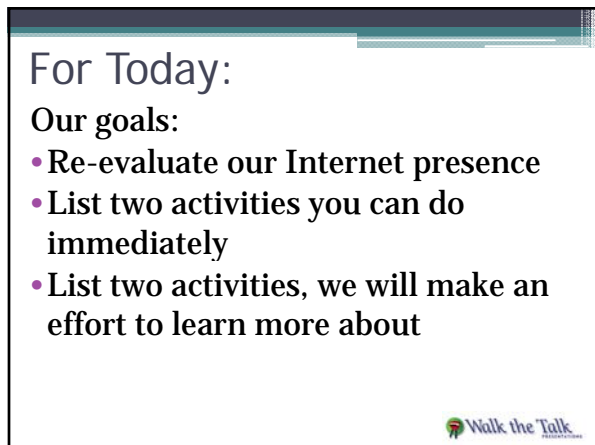 For Today:
Our goals:
•Re-evaluate our Internet presence
•List two activities you can do
immediately
•List two activities, we will make an
effort to learn more about
Walk the Talk
PRESENTATIONS